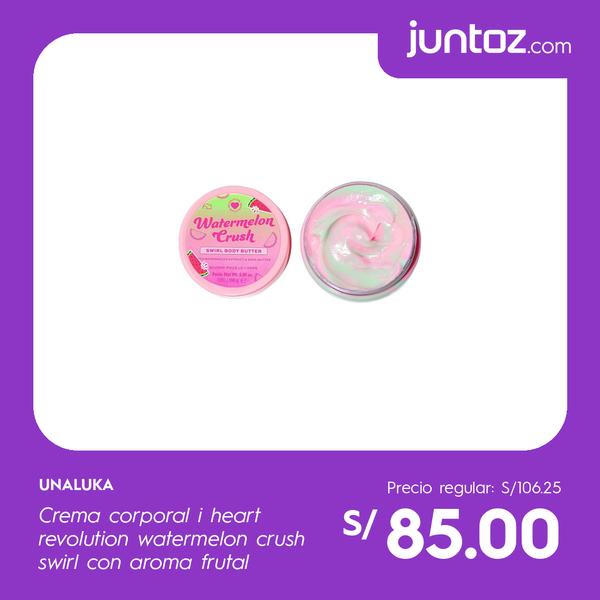 juntoz.com
Watermelon
Crush
SWIRL BODY BUTTER
UNALUKA
Precio regular: S/106.25
Crema corporal i heart
revolution watermelon crush
swirl con aroma frutal
S/ 85.00